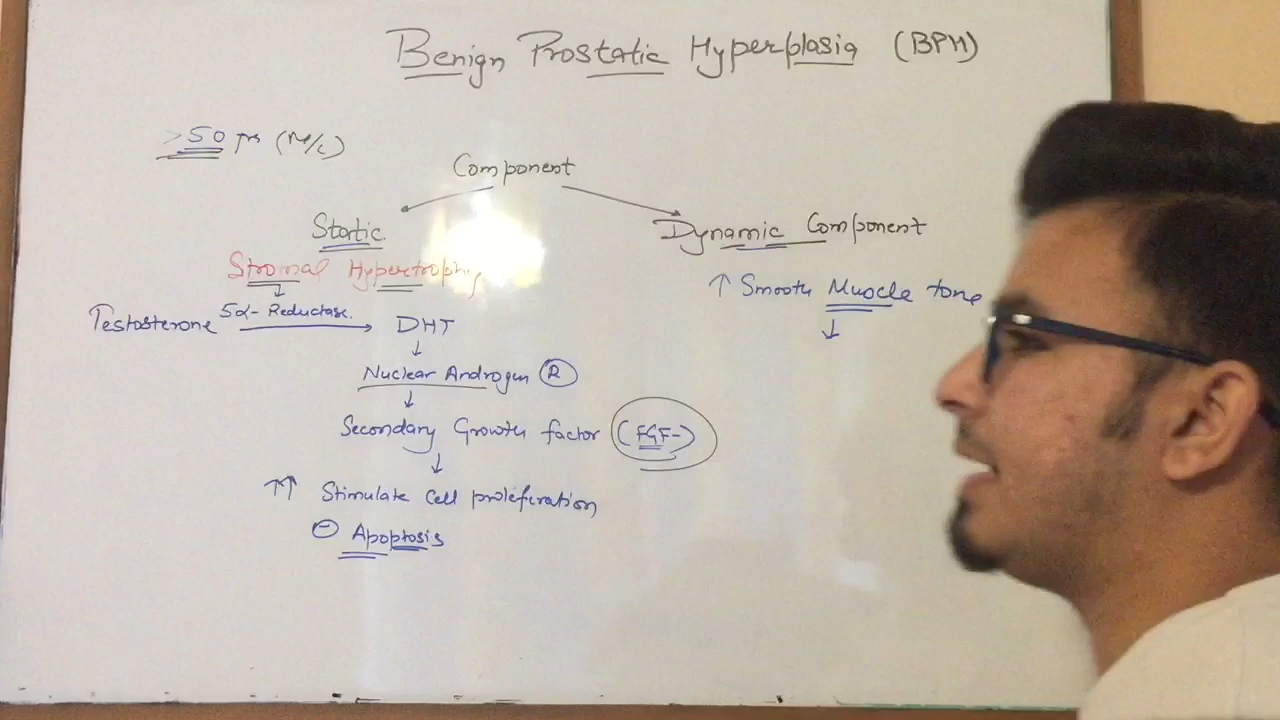 Benign Prostatic Hyperplasia (BPH)
>50 yrs (M/C)
Component
Static
Dynamic Component
Stromal Hypertrophy
↑ Smooth Muscle tone
↓
↓
Testosterone 5α-Reductase. → DHT
↓
Nuclear Androgen (R)
↓
Secondary Growth factor (FGF-)
↓
↑↑ Stimulate Cell proliferation
⊖ Apoptosis